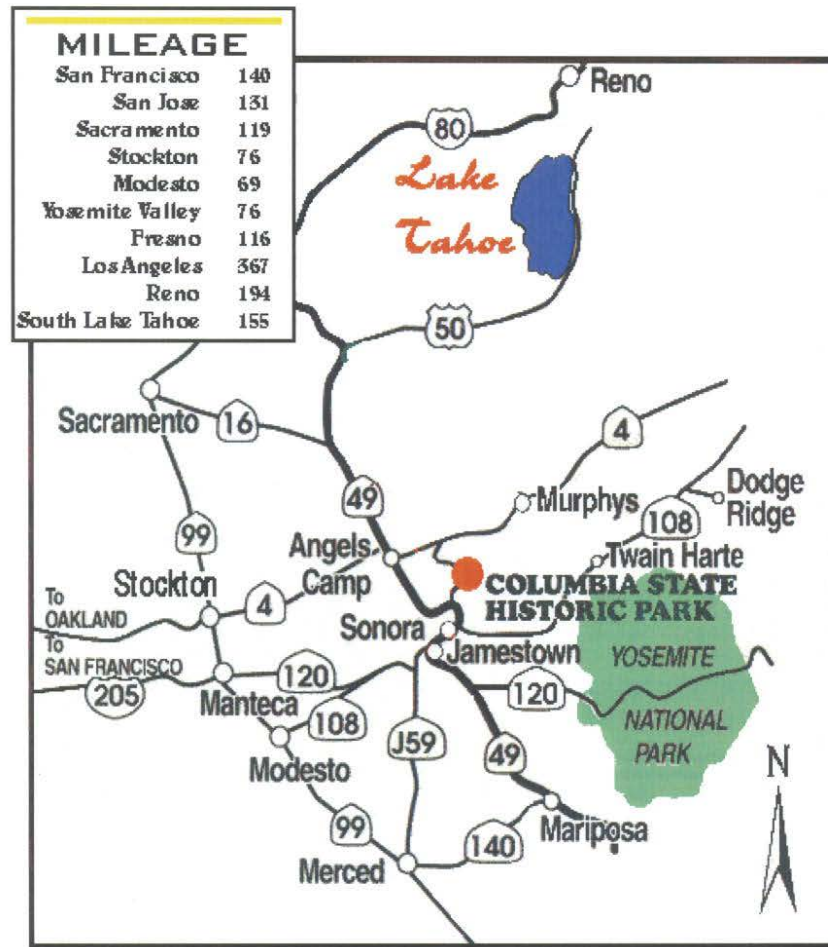 MILEAGE
San Francisco 140
San Jose 131
Sacramento 119
Stockton 76
Modesto 69
Yosemite Valley 76
Fresno 116
Los Angeles 367
Reno 194
South Lake Tahoe 155
Reno
80
Lake
Tahoe
50
Sacramento
16
4
49
Murphys
Dodge
Ridge
99
108
Angels
Camp
Twain Harte
Stockton
4
COLUMBIA STATE
HISTORIC PARK
To
OAKLAND
Sonora
To
SAN FRANCISCO
Jamestown
YOSEMITE
205
Manteca
120
120
NATIONAL
PARK
108
J59
49
Modesto
N
99
Mariposa
140
Merced